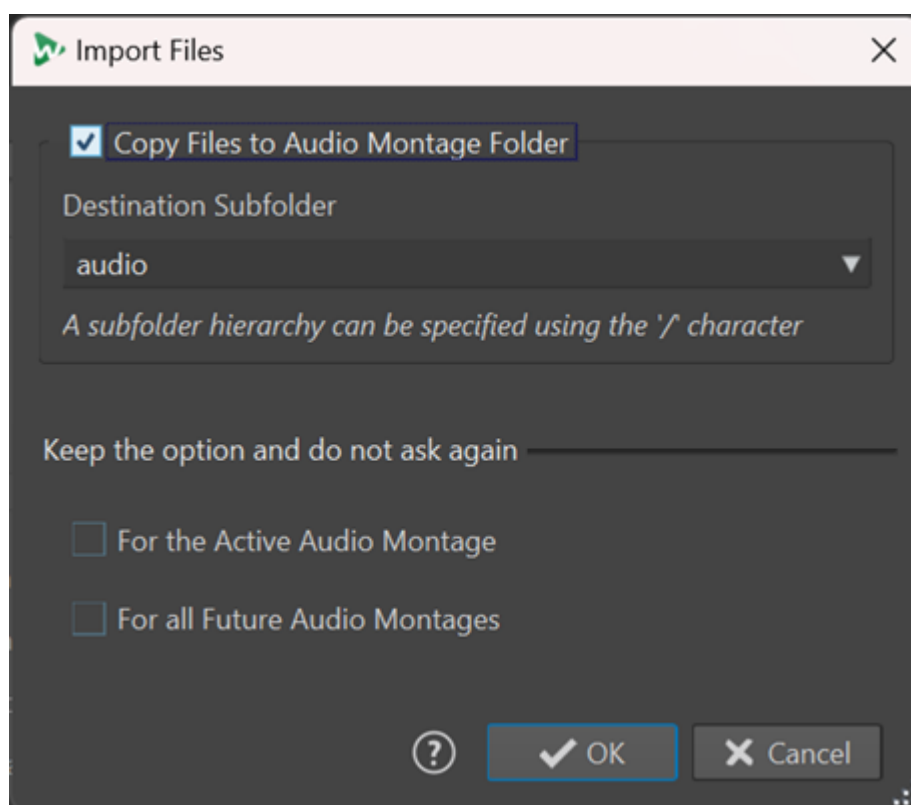 Import Files
Copy Files to Audio Montage Folder
Destination Subfolder
audio
A subfolder hierarchy can be specified using the '/' character
Keep the option and do not ask again
For the Active Audio Montage
For all Future Audio Montages
? OK Cancel